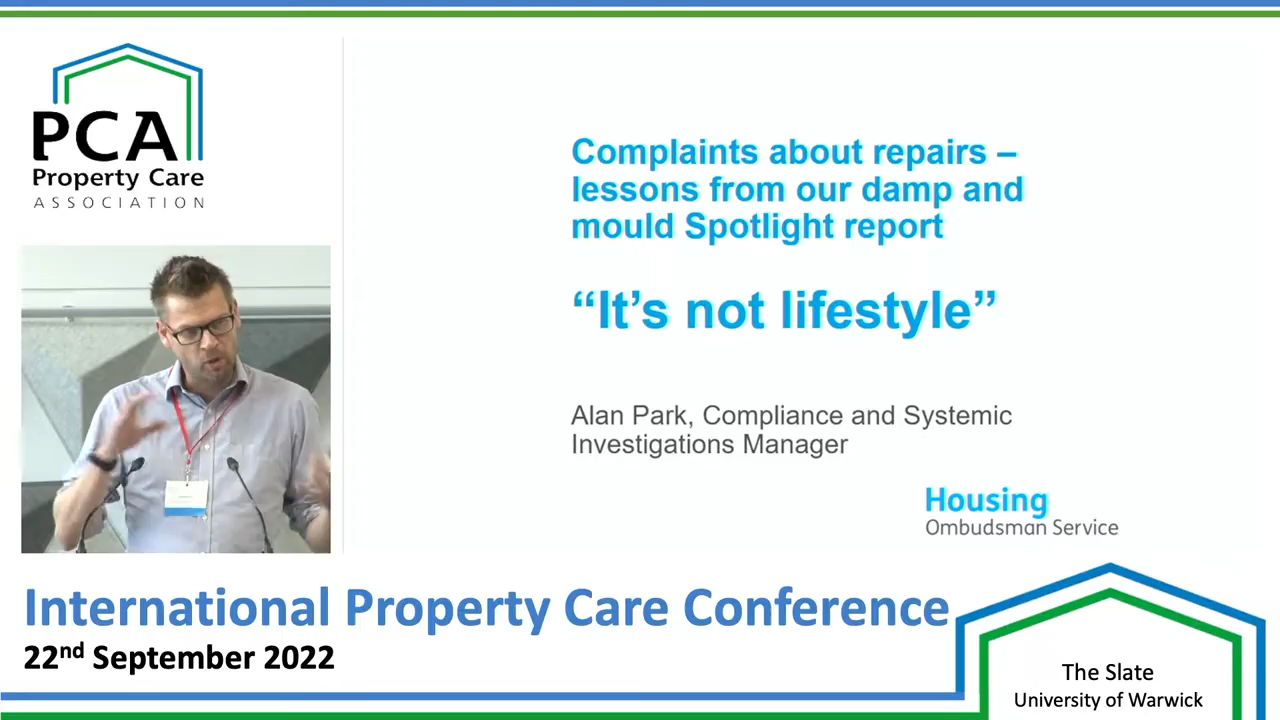 PCA
Property Care
ASSOCIATION
Complaints about repairs –
lessons from our damp and
mould Spotlight report
“It’s not lifestyle”
Alan Park, Compliance and Systemic
Investigations Manager
Housing
Ombudsman Service
International Property Care Conference
22nd September 2022
The Slate
University of Warwick